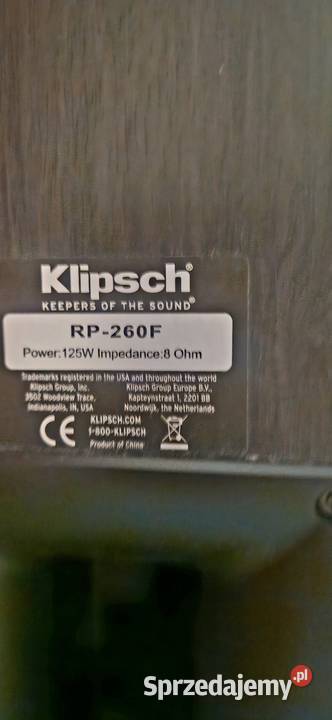 Klipsch®
KEEPERS OF THE SOUND®
RP-260F
Power:125W Impedance:8 Ohm
Trademarks registered in the USA and throughout the world
Klipsch Group, Inc.
3502 Woodview Trace,
Indianapolis, IN, USA
Klipsch Group Europe B.V.,
Kapteynstraat 1, 2201 BB
Noordwijk, the Netherlands
CE
KLIPSCH.COM
1-800-KLIPSCH
Product of China
Sprzedajemy.pl